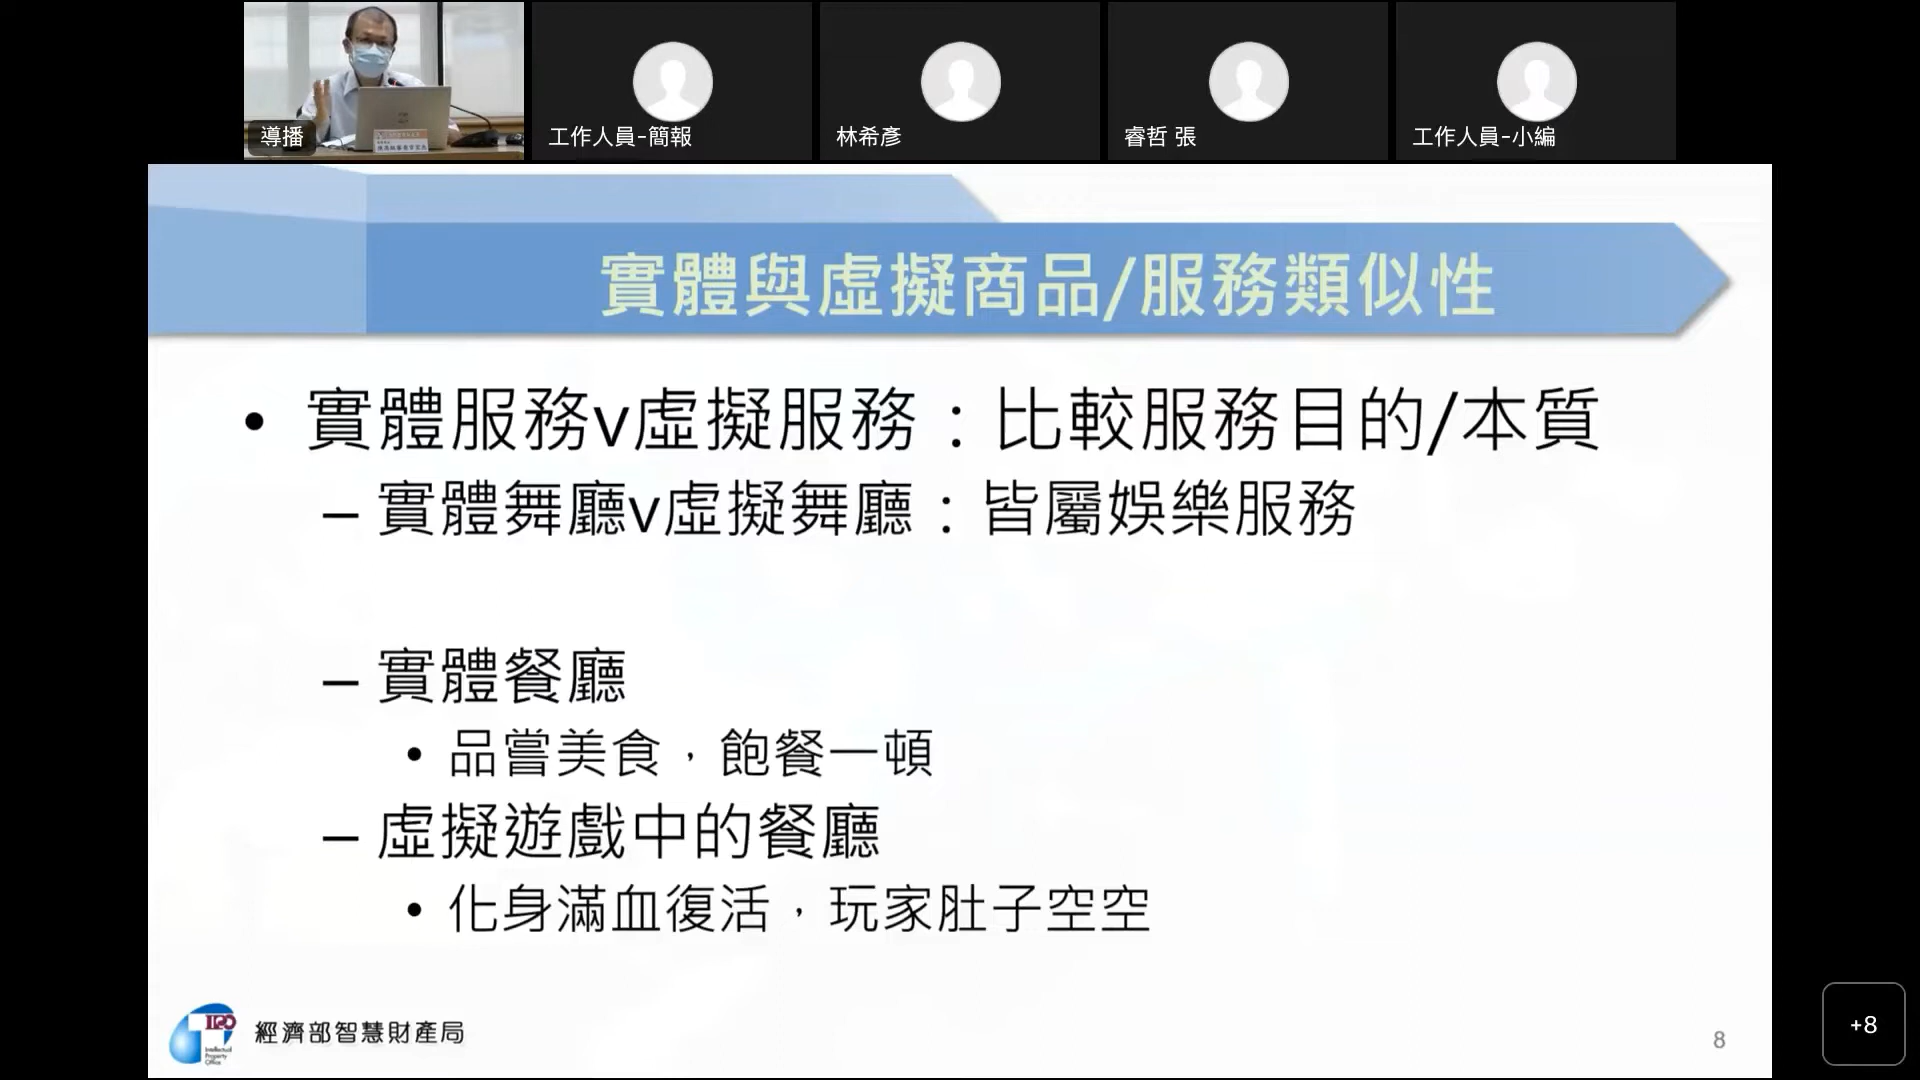 導播
工作人員-簡報
林希彥
睿哲 張
工作人員-小編
實體與虛擬商品/服務類似性
• 實體服務v虛擬服務：比較服務目的/本質
– 實體舞廳v虛擬舞廳：皆屬娛樂服務
– 實體餐廳
• 品嘗美食，飽餐一頓
– 虛擬遊戲中的餐廳
• 化身滿血復活，玩家肚子空空
IPO
Intellectual
Property
Office
經濟部智慧財產局
8
+8